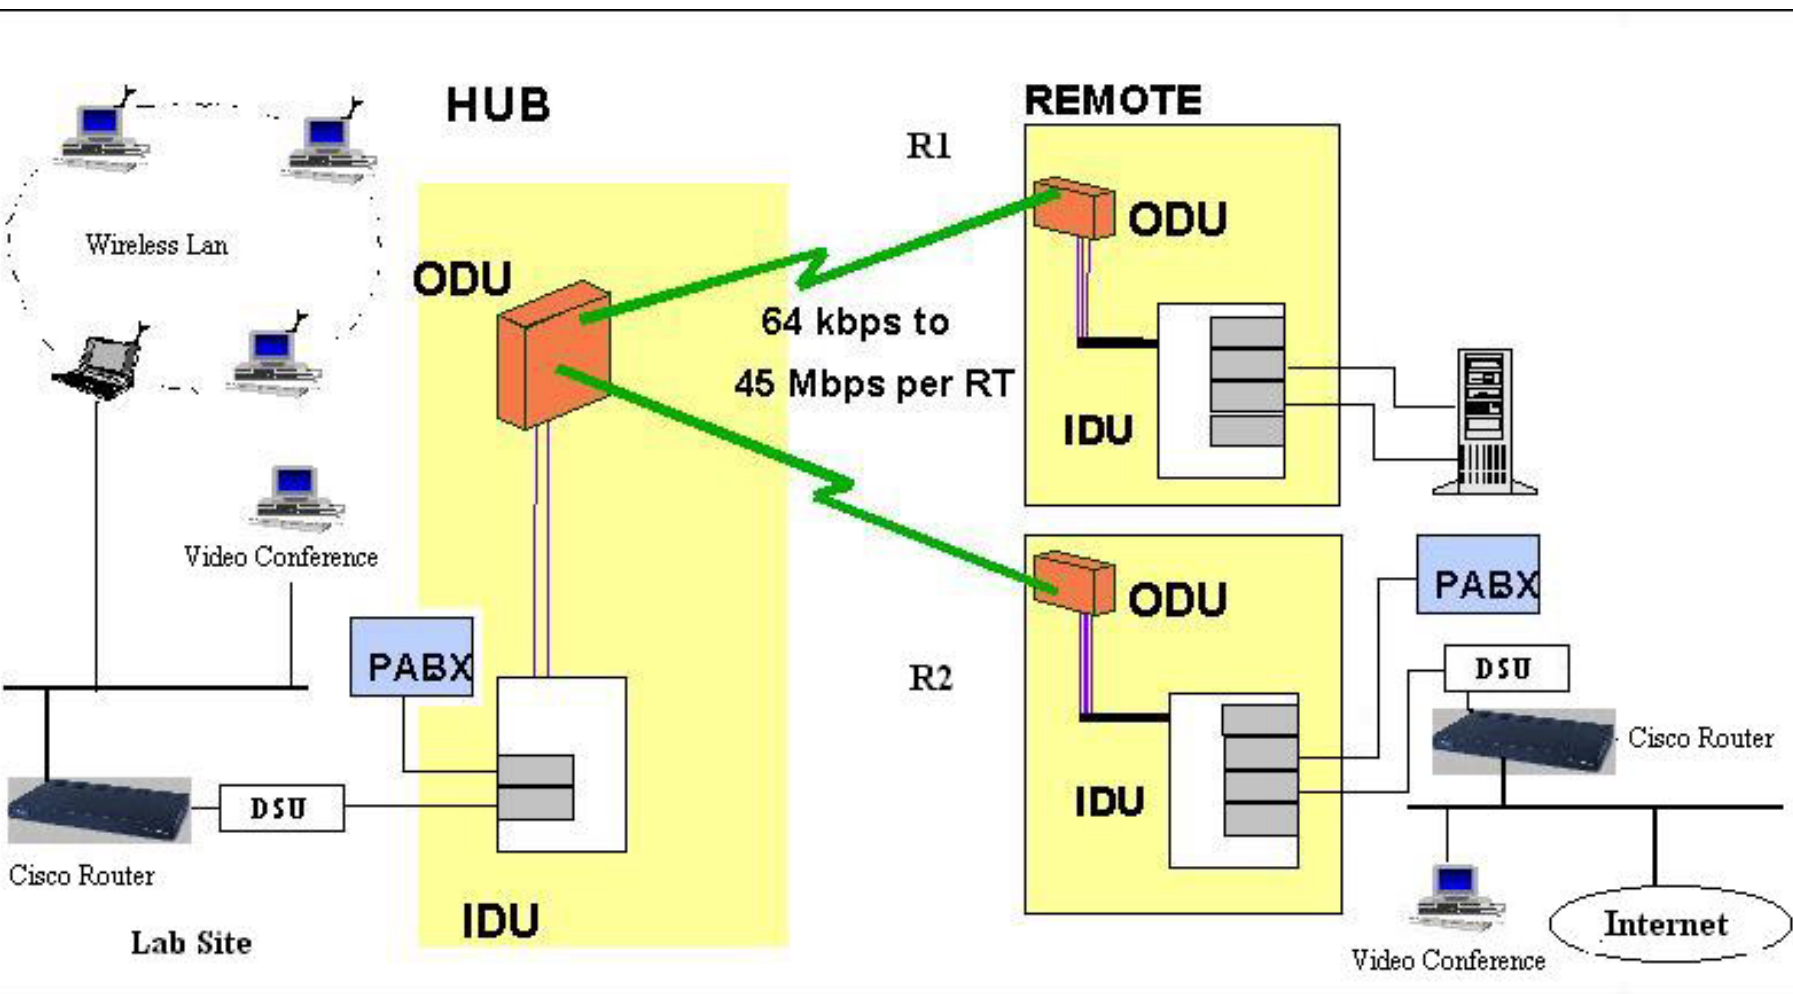 HUB
REMOTE
R1
ODU
Wireless Lan
ODU
64 kbps to
45 Mbps per RT
IDU
Video Conference
ODU
PABX
PABX
R2
DSU
Cisco Router
DSU
IDU
Cisco Router
IDU
Lab Site
Internet
Video Conference